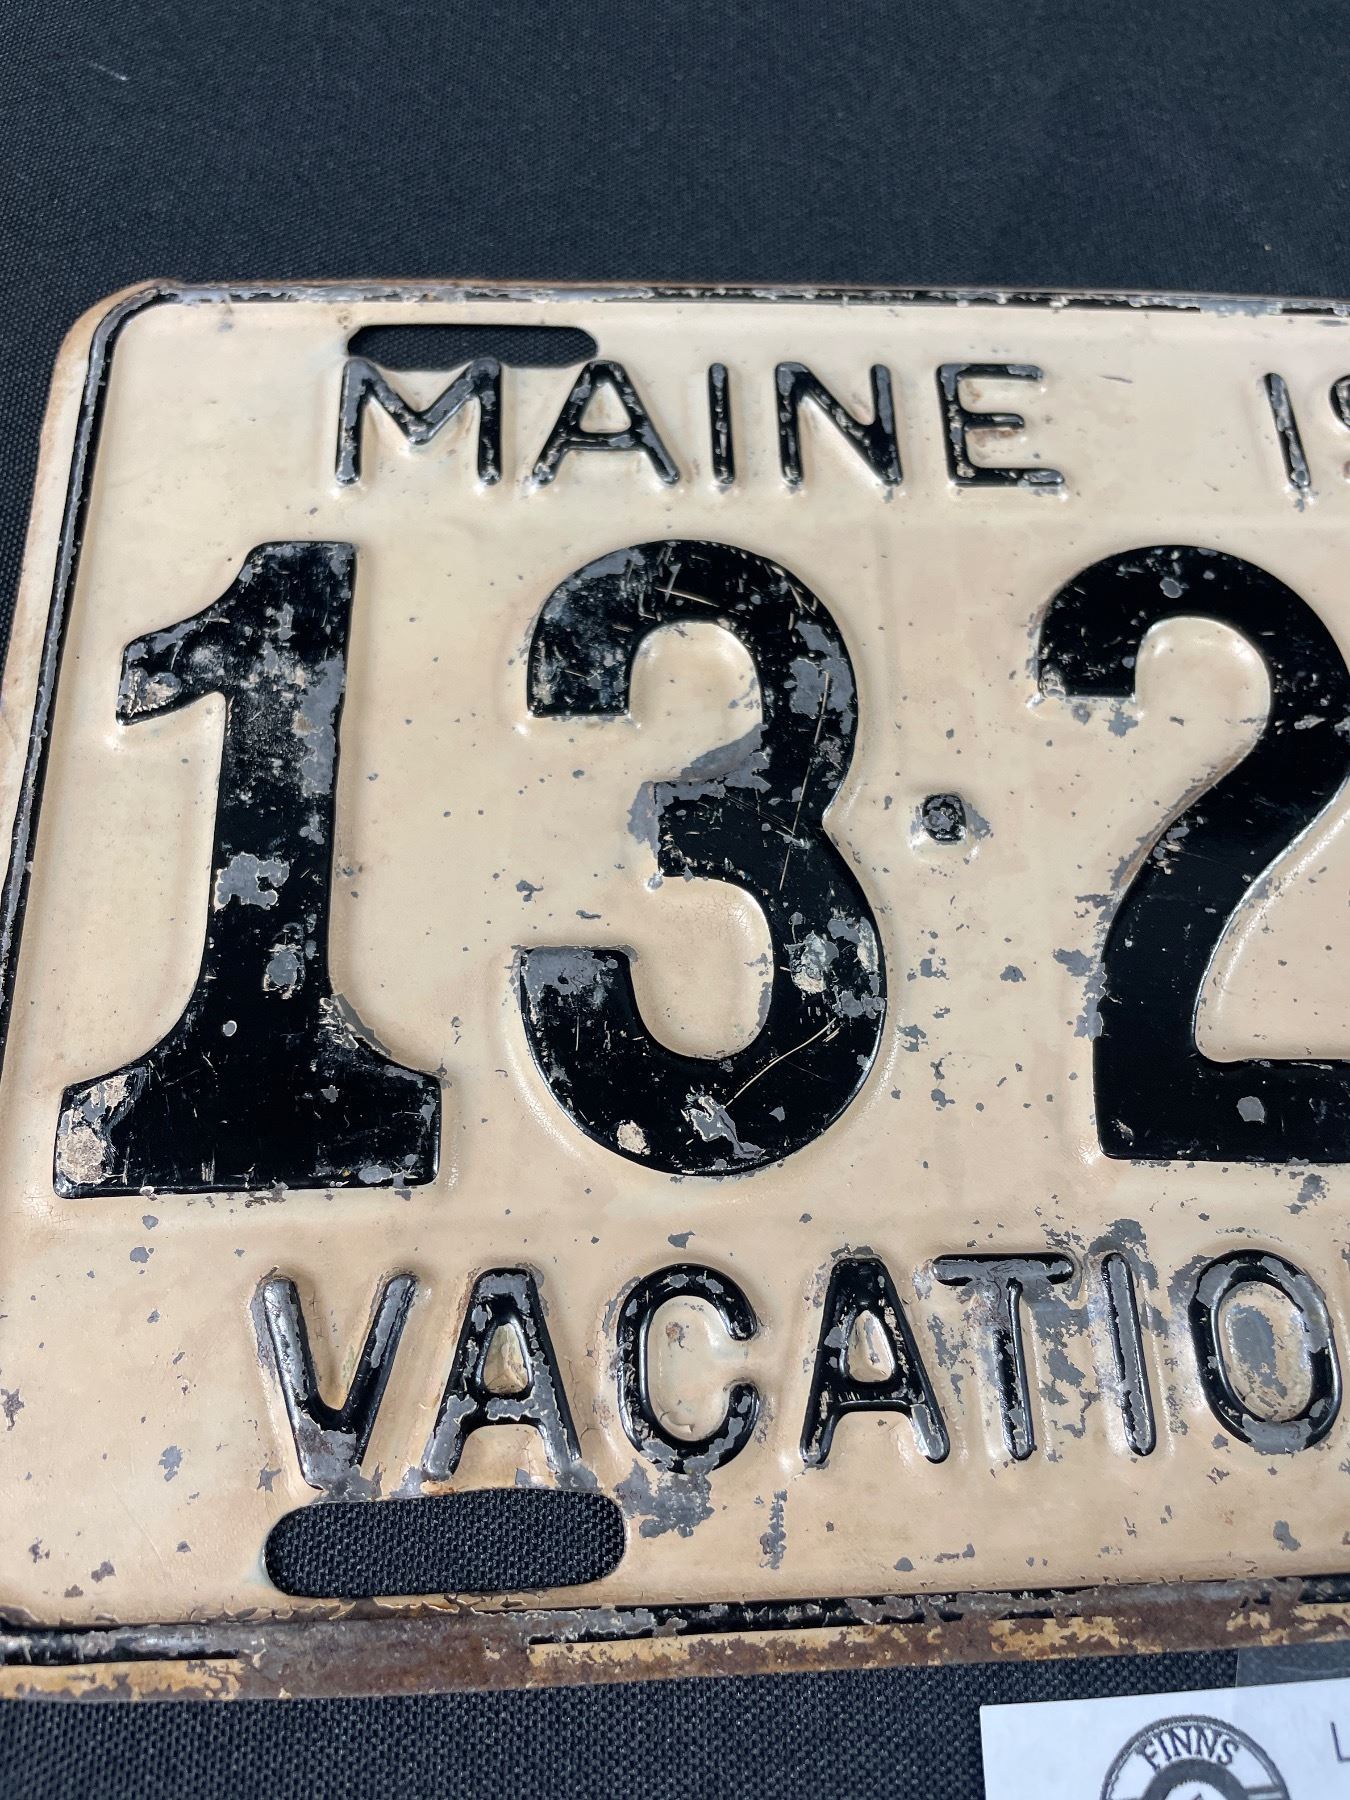 MAINE 19
13·2
VACATIO
FINNS
L